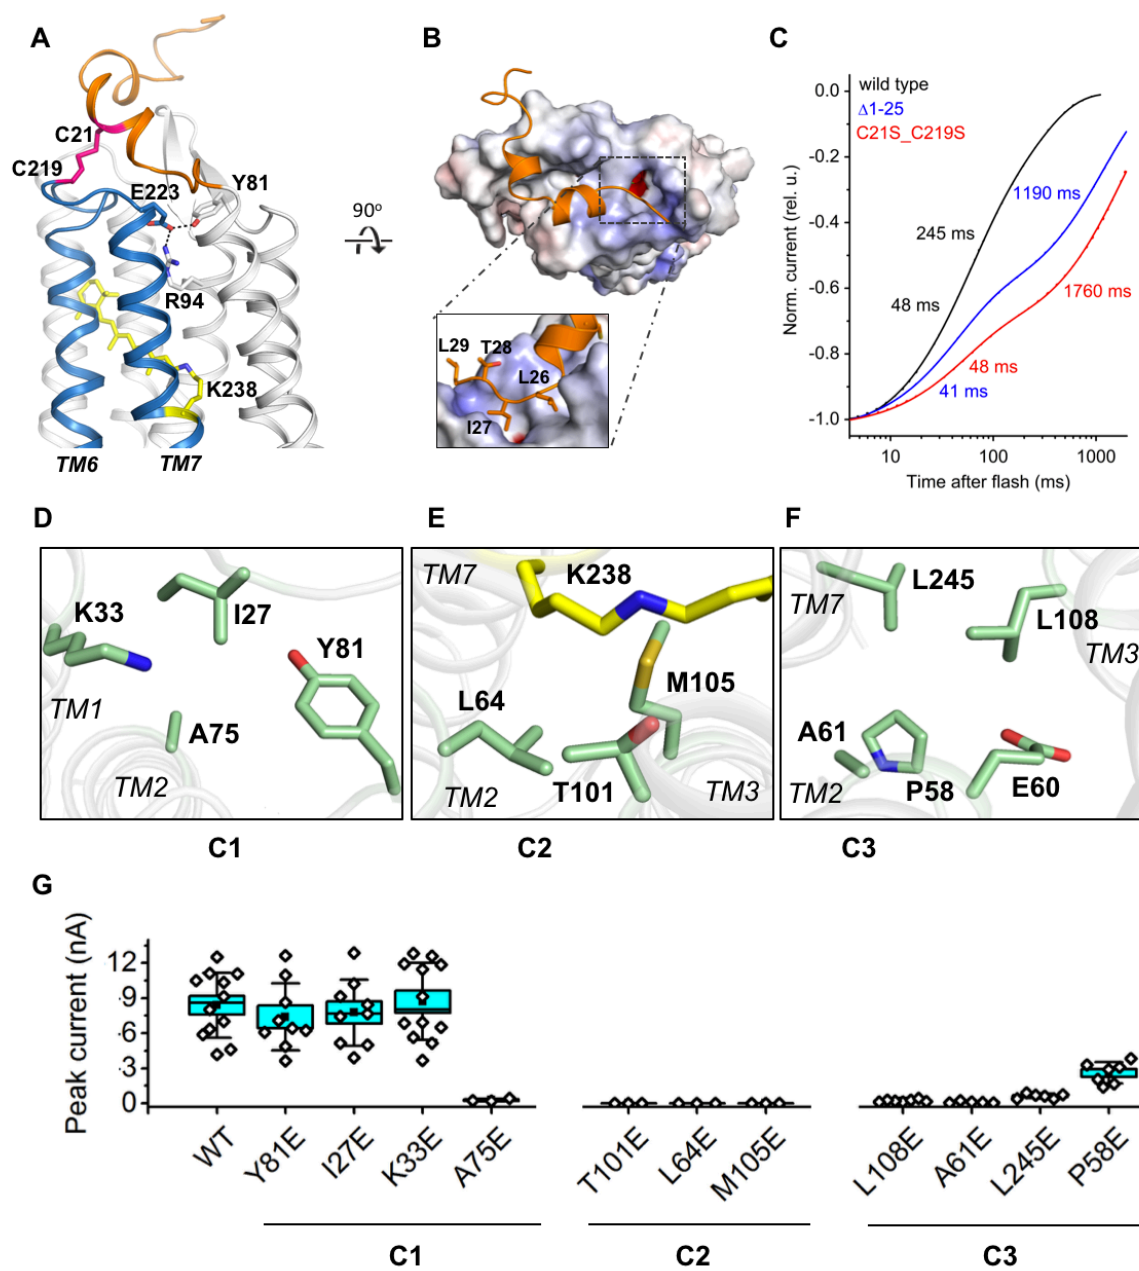 A
C21
C219
E223
Y81
R94
K238
TM6
TM7
90º
B
L29
T28
L26
I27
C
wild type
Δ1-25
C21S_C219S
Norm. current (rel. u.)
0.0
-0.2
-0.4
-0.6
-0.8
-1.0
245 ms
48 ms
1190 ms
1760 ms
48 ms
41 ms
10
100
1000
Time after flash (ms)
D
K33
I27
Y81
TM1
A75
TM2
C1
E
TM7
K238
L64
M105
TM2
T101
TM3
C2
F
TM7
L245
L108
TM3
A61
TM2
P58
E60
C3
G
Peak current (nA)
12
.9
.6
.3
0
WT
Y81E
I27E
K33E
A75E
T101E
L64E
M105E
L108E
A61E
L245E
P58E
C1
C2
C3